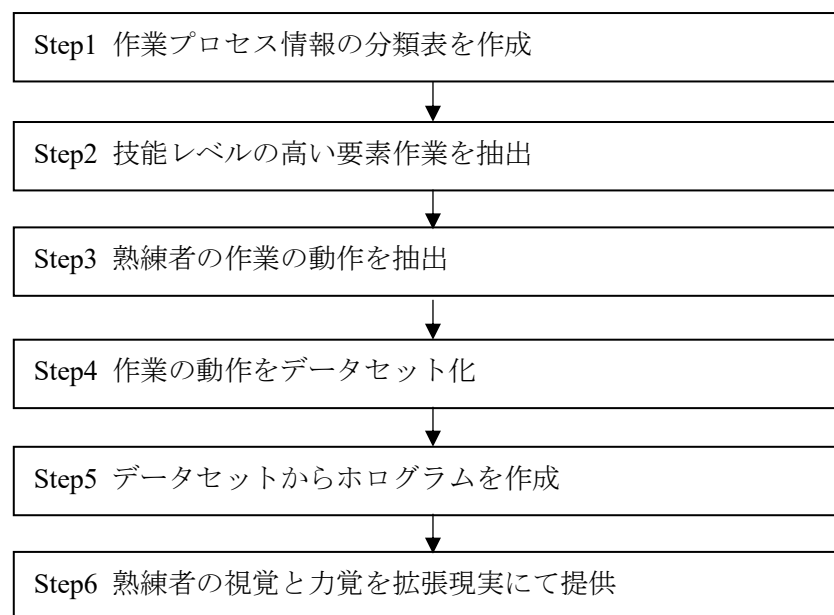 Step1 作業プロセス情報の分類表を作成
Step2 技能レベルの高い要素作業を抽出
Step3 熟練者の作業の動作を抽出
Step4 作業の動作をデータセット化
Step5 データセットからホログラムを作成
Step6 熟練者の視覚と力覚を拡張現実にて提供